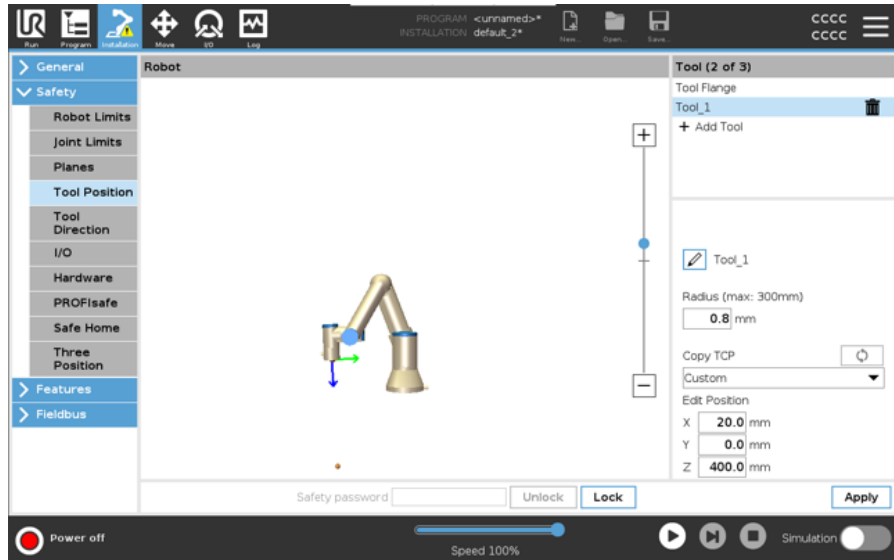 PROGRAM <unnamed>*
INSTALLATION default_2*
CCCC
CCCC
UR
Run
Program
Installation
Move
I/O
Log
New...
Open...
Save...
General
Safety
Robot Limits
Joint Limits
Planes
Tool Position
Tool
Direction
I/O
Hardware
PROFIsafe
Safe Home
Three
Position
Features
Fieldbus
Robot
Tool (2 of 3)
Tool Flange
Tool_1
+ Add Tool
Tool_1
Radius (max: 300mm)
0.8 mm
Copy TCP
Custom
Edit Position
X 20.0 mm
Y 0.0 mm
Z 400.0 mm
Safety password
Unlock
Lock
Apply
Power off
Speed 100%
Simulation